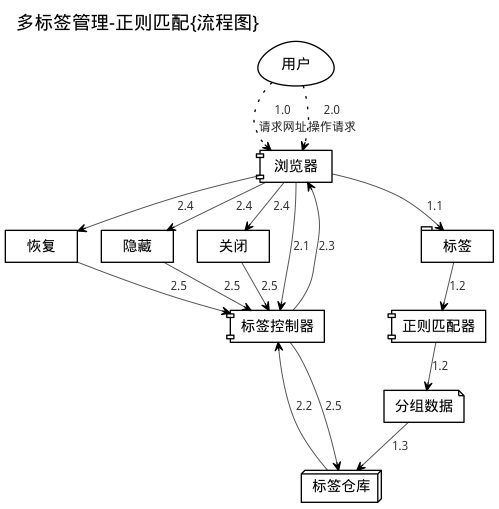 多标签管理-正则匹配{流程图}
用户
1.0
请求网址
2.0
操作请求
浏览器
2.4
2.4
2.4
2.1
2.3
1.1
恢复
隐藏
关闭
标签
2.5
2.5
2.5
1.2
标签控制器
正则匹配器
1.2
2.2
2.5
分组数据
1.3
标签仓库